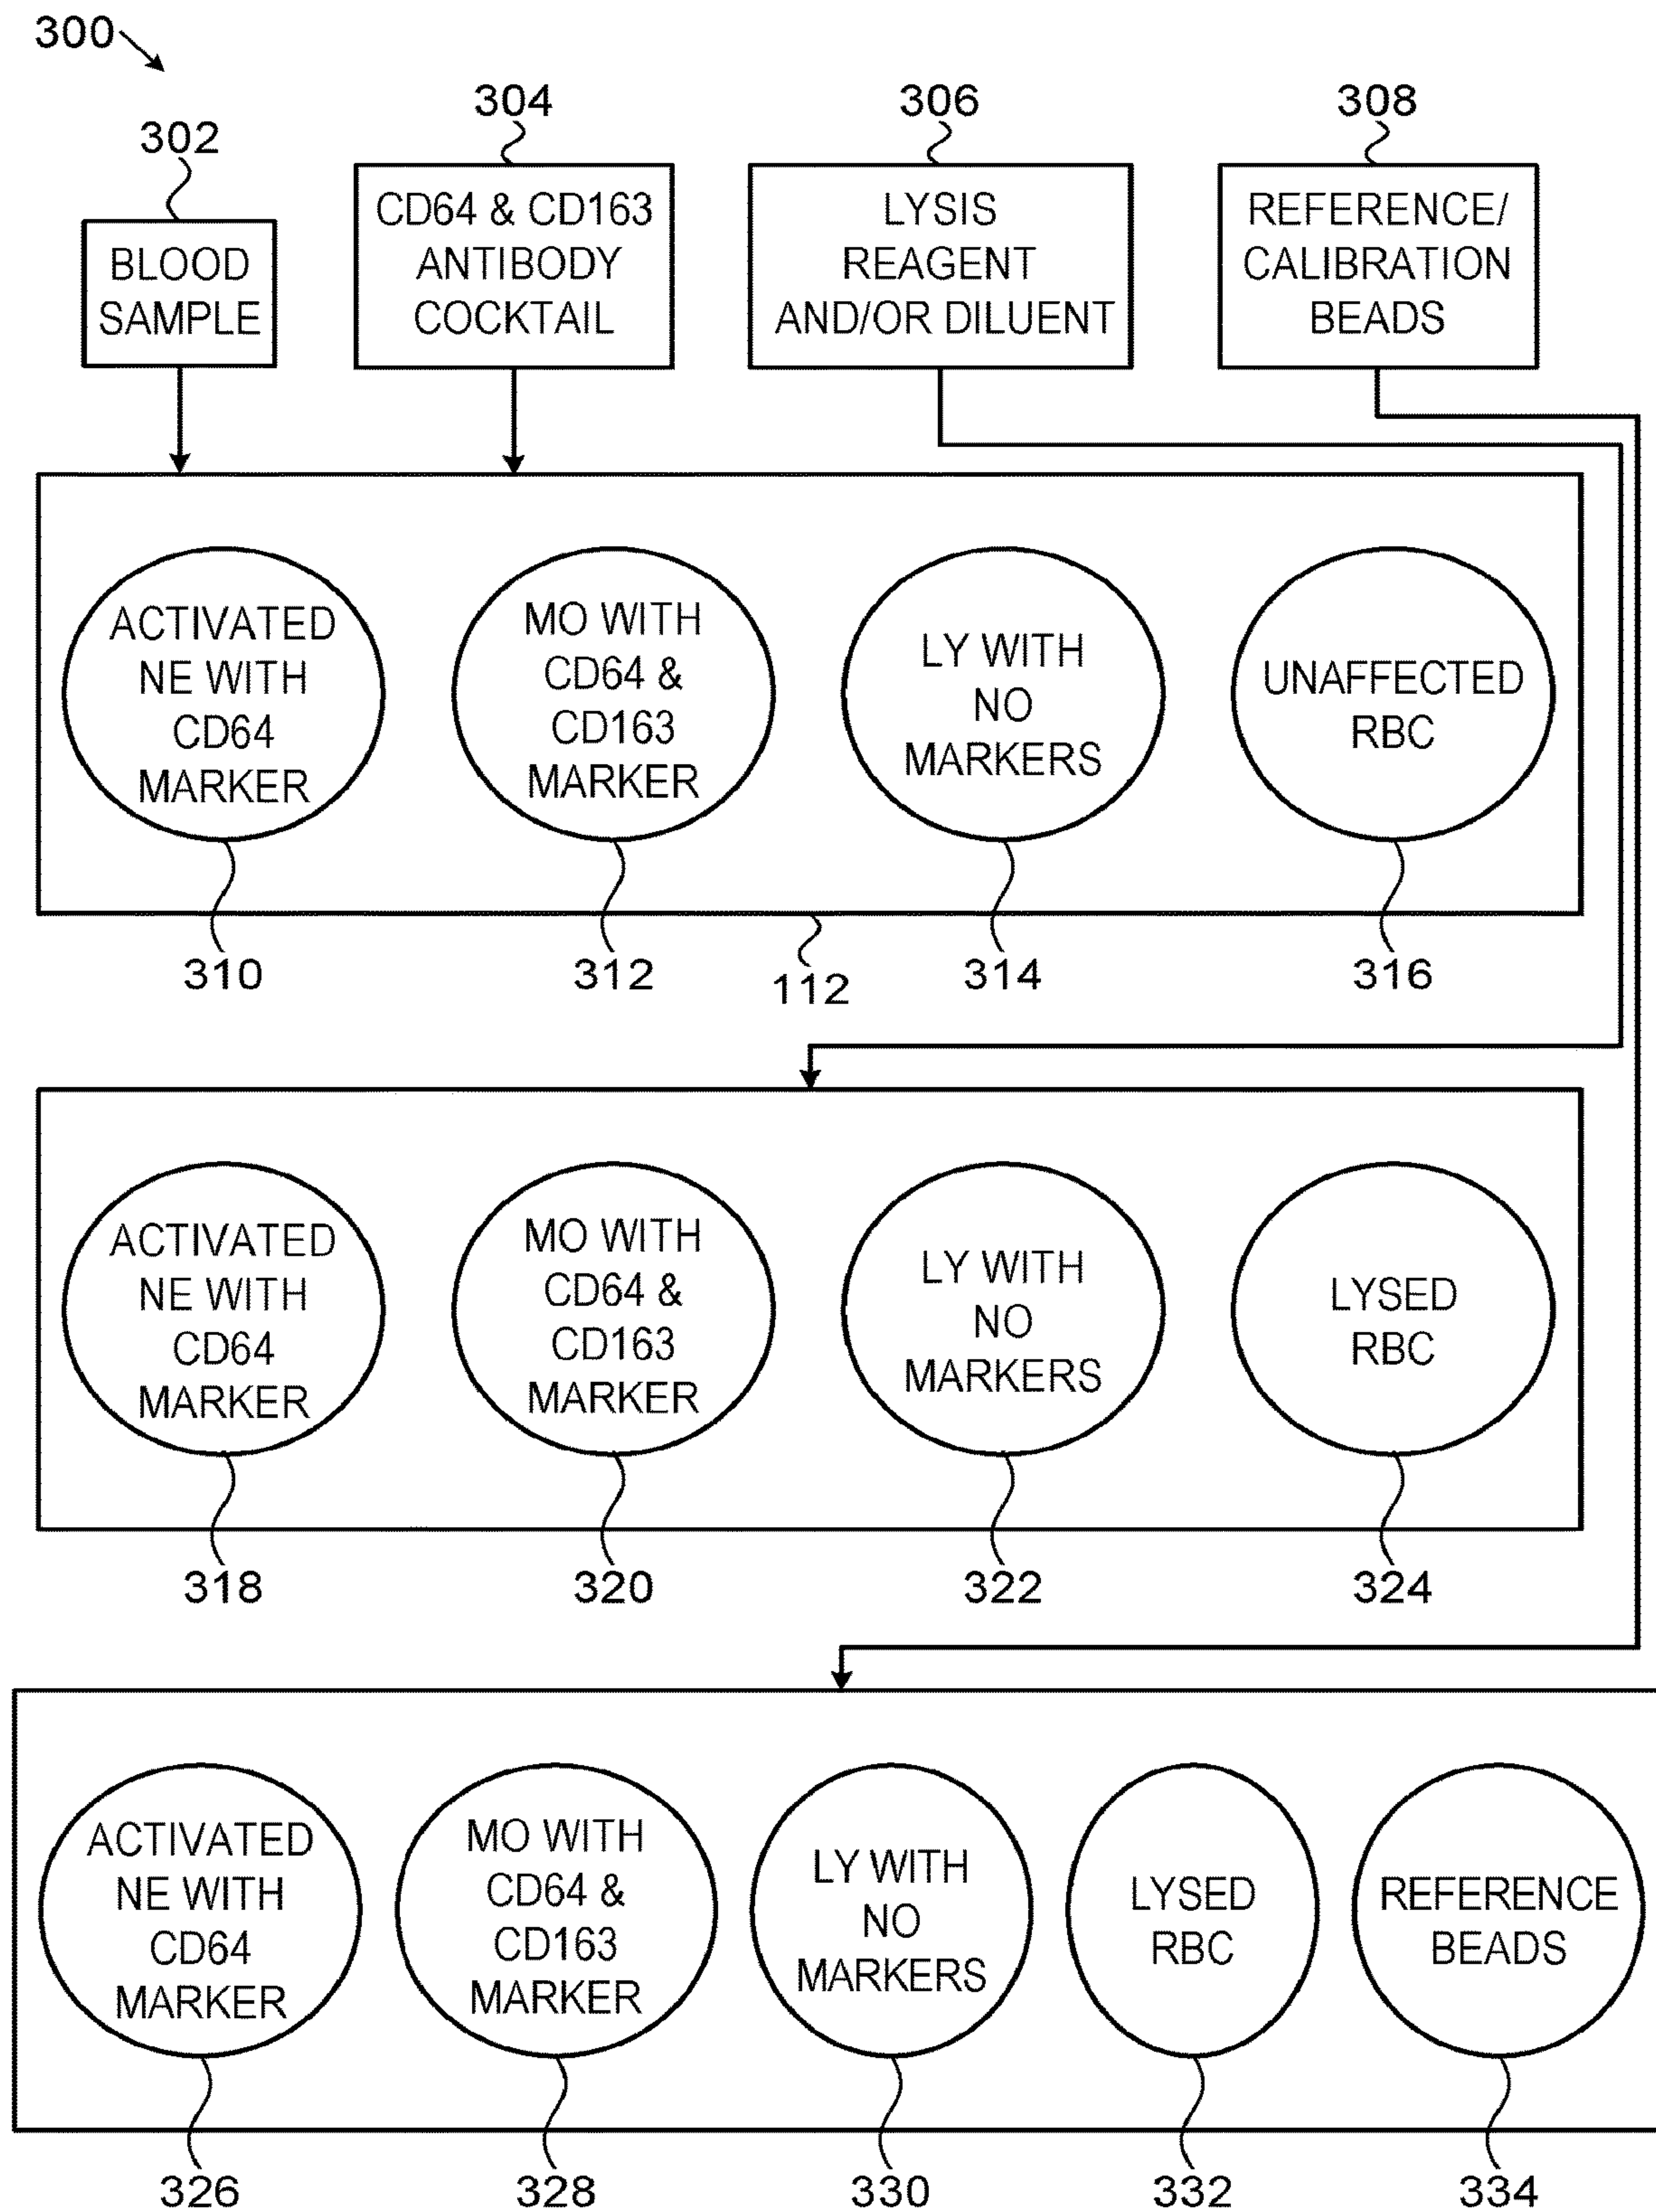 300
302
304
306
308
BLOOD
SAMPLE
CD64 & CD163
ANTIBODY
COCKTAIL
LYSIS
REAGENT
AND/OR DILUENT
REFERENCE/
CALIBRATION
BEADS
ACTIVATED
NE WITH
CD64
MARKER
MO WITH
CD64 &
CD163
MARKER
LY WITH
NO
MARKERS
UNAFFECTED
RBC
310
312
112
314
316
ACTIVATED
NE WITH
CD64
MARKER
MO WITH
CD64 &
CD163
MARKER
LY WITH
NO
MARKERS
LYSED
RBC
318
320
322
324
ACTIVATED
NE WITH
CD64
MARKER
MO WITH
CD64 &
CD163
MARKER
LY WITH
NO
MARKERS
LYSED
RBC
REFERENCE
BEADS
326
328
330
332
334